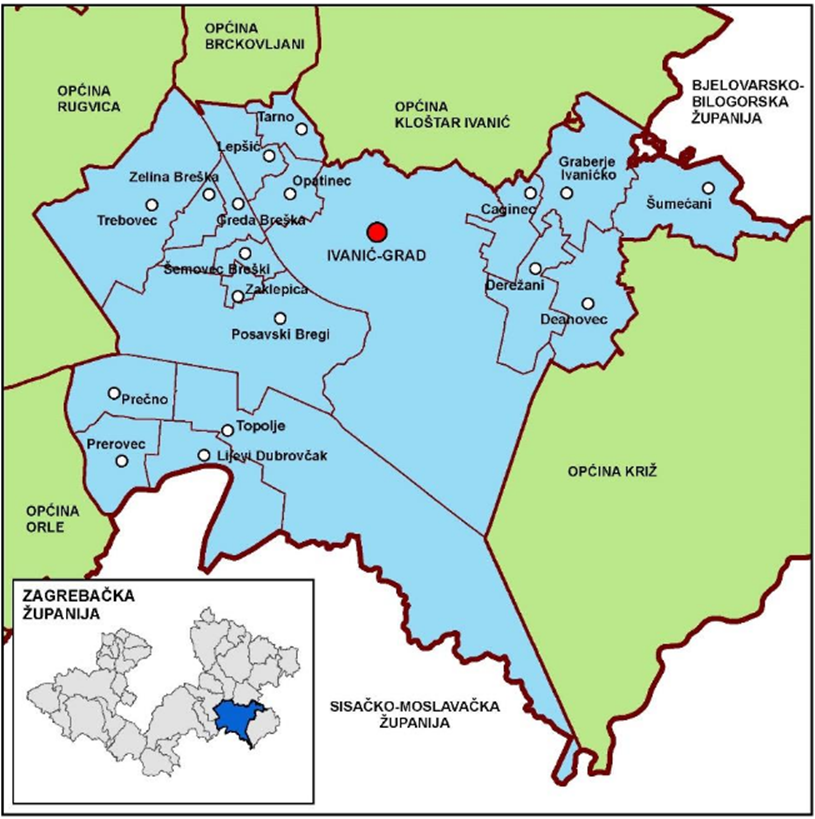 OPĆINA
BRCKOVLJANI
OPĆINA
RUGVICA
OPĆINA
KLOŠTAR IVANIĆ
BJELOVARSKO-
BILOGORSKA
ŽUPANIJA
Tarno
Lepšić
Opatinec
Zelina Breška
Trebovec
Greda Breška
Graberje
Ivanićko
Caginec
Šumećani
IVANIĆ-GRAD
Šemovec Breški
Zaklepica
Derežani
Deanovec
Posavski Bregi
Prečno
Topolje
Prerovec
Lijevi Dubrovčak
OPĆINA KRIŽ
OPĆINA
ORLE
ZAGREBAČKA
ŽUPANIJA
SISAČKO-MOSLAVAČKA
ŽUPANIJA